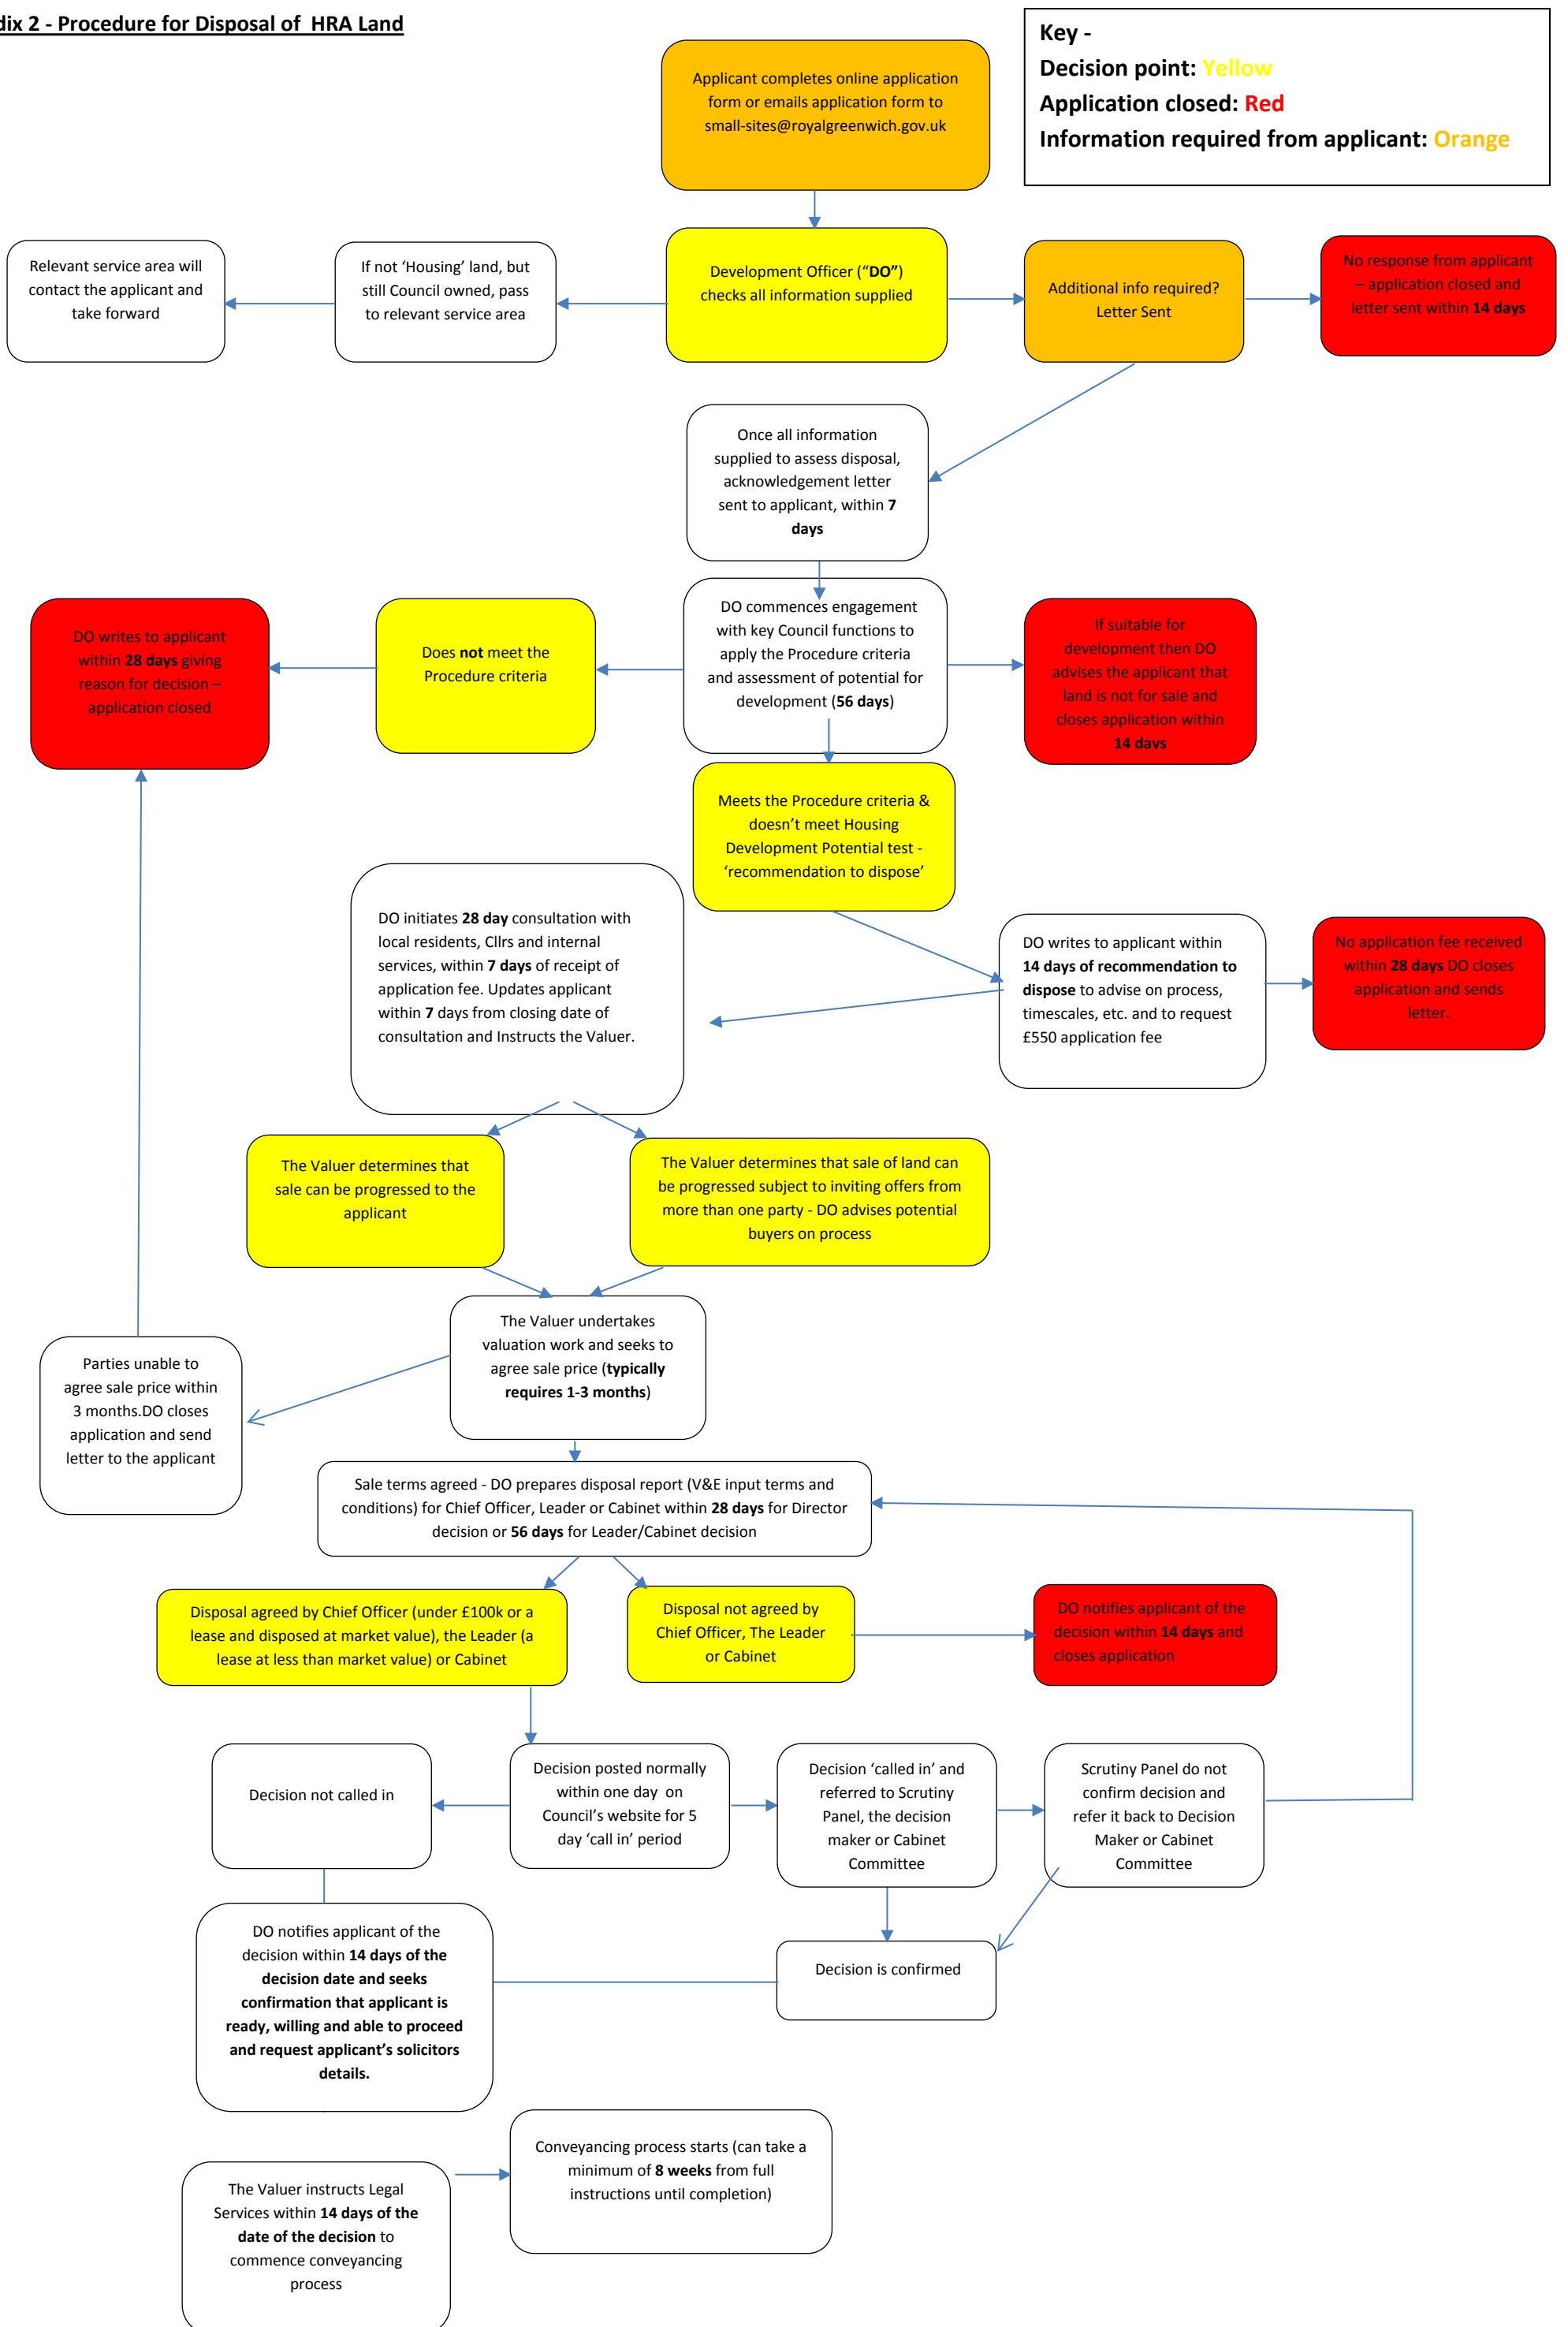 dix 2 - Procedure for Disposal of HRA Land
Key -
Decision point: Yellow
Application closed: Red
Information required from applicant: Orange
Applicant completes online application
form or emails application form to
small-sites@royalgreenwich.gov.uk
Relevant service area will
contact the applicant and
take forward
If not ‘Housing’ land, but
still Council owned, pass
to relevant service area
Development Officer (“DO”)
checks all information supplied
Additional info required?
Letter Sent
No response from applicant
– application closed and
letter sent within 14 days
Once all information
supplied to assess disposal,
acknowledgement letter
sent to applicant, within 7
days
DO writes to applicant
within 28 days giving
reason for decision –
application closed
Does not meet the
Procedure criteria
DO commences engagement
with key Council functions to
apply the Procedure criteria
and assessment of potential for
development (56 days)
If suitable for
development then DO
advises the applicant that
land is not for sale and
closes application within
14 days
Meets the Procedure criteria &
doesn’t meet Housing
Development Potential test -
‘recommendation to dispose’
DO initiates 28 day consultation with
local residents, Cllrs and internal
services, within 7 days of receipt of
application fee. Updates applicant
within 7 days from closing date of
consultation and Instructs the Valuer.
DO writes to applicant within
14 days of recommendation to
dispose to advise on process,
timescales, etc. and to request
£550 application fee
No application fee received
within 28 days DO closes
application and sends
letter.
The Valuer determines that
sale can be progressed to the
applicant
The Valuer determines that sale of land can
be progressed subject to inviting offers from
more than one party - DO advises potential
buyers on process
The Valuer undertakes
valuation work and seeks to
agree sale price (typically
requires 1-3 months)
Parties unable to
agree sale price within
3 months.DO closes
application and send
letter to the applicant
Sale terms agreed - DO prepares disposal report (V&E input terms and
conditions) for Chief Officer, Leader or Cabinet within 28 days for Director
decision or 56 days for Leader/Cabinet decision
Disposal agreed by Chief Officer (under £100k or a
lease and disposed at market value), the Leader (a
lease at less than market value) or Cabinet
Disposal not agreed by
Chief Officer, The Leader
or Cabinet
DO notifies applicant of the
decision within 14 days and
closes application
Decision not called in
Decision posted normally
within one day on
Council’s website for 5
day ‘call in’ period
Decision ‘called in’ and
referred to Scrutiny
Panel, the decision
maker or Cabinet
Committee
Scrutiny Panel do not
confirm decision and
refer it back to Decision
Maker or Cabinet
Committee
DO notifies applicant of the
decision within 14 days of the
decision date and seeks
confirmation that applicant is
ready, willing and able to proceed
and request applicant’s solicitors
details.
Decision is confirmed
The Valuer instructs Legal
Services within 14 days of the
date of the decision to
commence conveyancing
process
Conveyancing process starts (can take a
minimum of 8 weeks from full
instructions until completion)